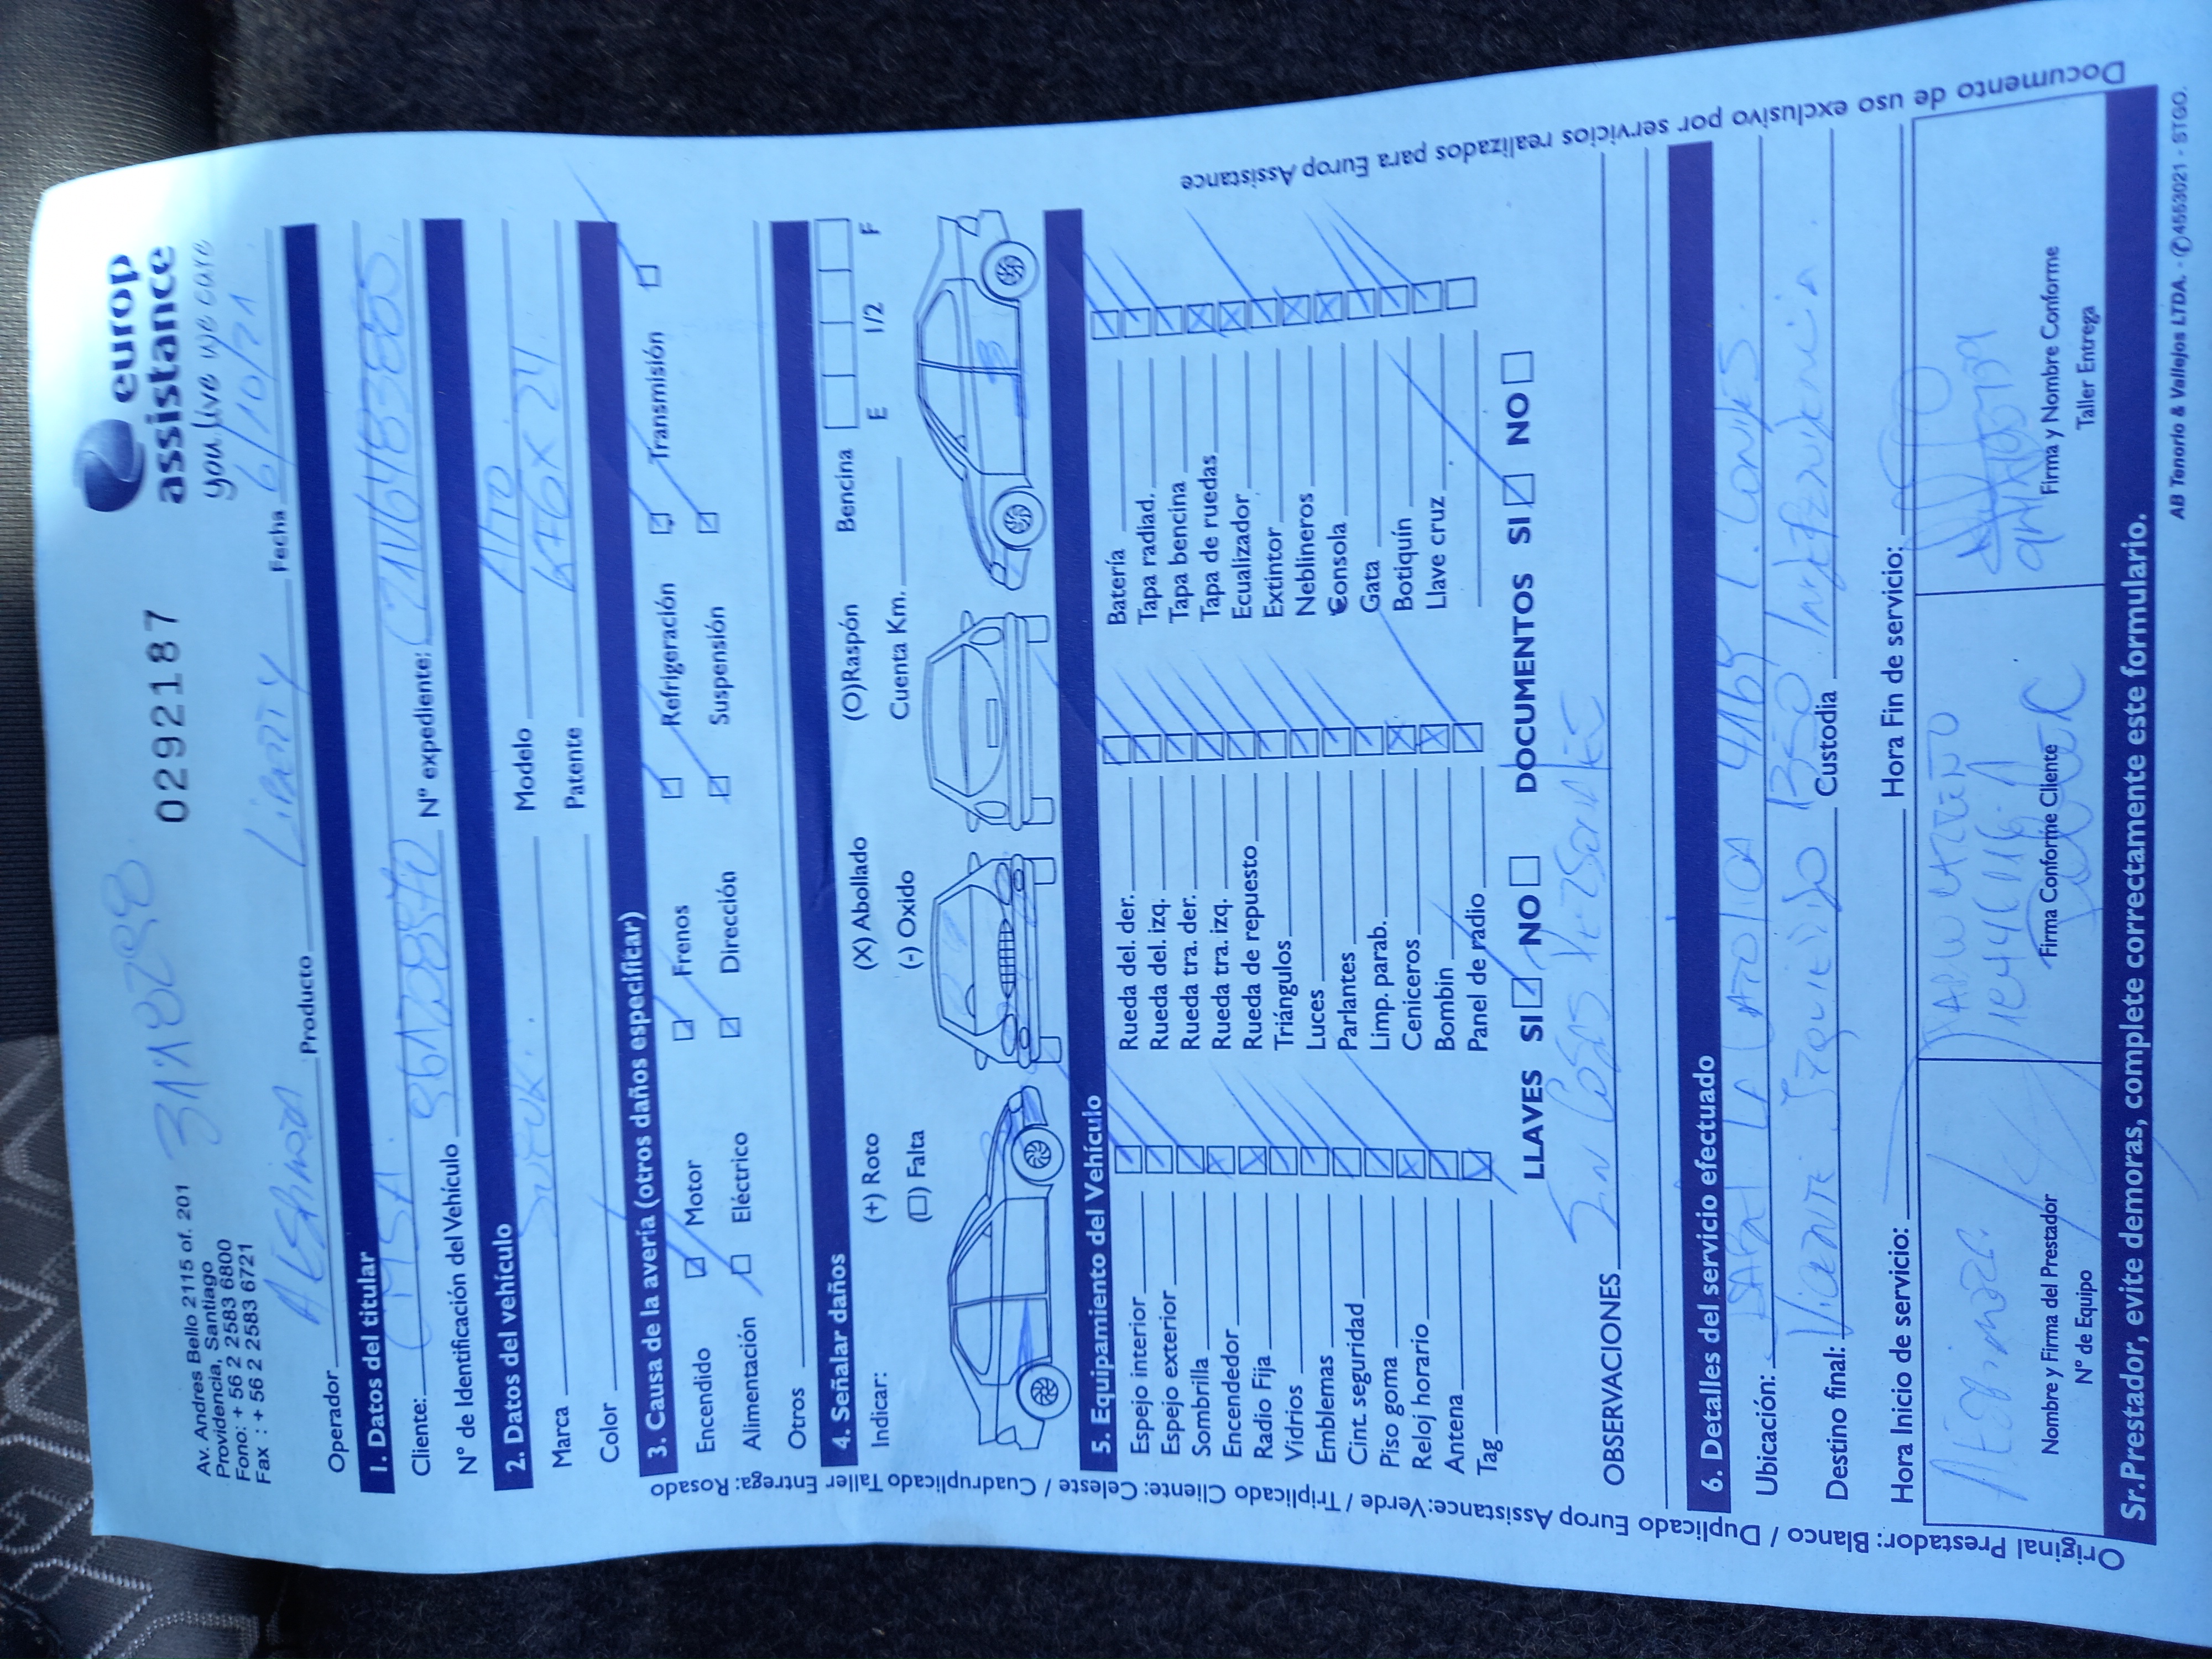 europ
assistance
you live we care
Av. Andres Bello 2115 of. 201
Providencia, Santiago
Fono: + 56 2 2583 6800
Fax : + 56 2 2583 6721
0292187
Operador Producto Liberty Fecha 6/10/21
1. Datos del titular
Cliente: N° expediente:
N° de Identificación del Vehículo
2. Datos del vehículo
Marca Modelo Alto
Color Patente
3. Causa de la avería (otros daños especificar)
Encendido Motor Frenos Refrigeración Transmisión
Alimentación Eléctrico Dirección Suspensión
Otros
4. Señalar daños
Indicar: (+) Roto (X) Abollado (O)Raspón Bencina
(□) Falta (-) Oxido Cuenta Km. E 1/2 F
5. Equipamiento del Vehículo
Espejo interior Rueda del. der. Batería
Espejo exterior Rueda del. izq. Tapa radiad.
Sombrilla Rueda tra. der. Tapa bencina
Encendedor Rueda tra. izq. Tapa de ruedas
Radio Fija Rueda de repuesto Ecualizador
Vidrios Triángulos Extintor
Emblemas Luces Neblineros
Cint. seguridad Parlantes Consola
Piso goma Limp. parab. Gata
Reloj horario Ceniceros Botiquín
Antena Bombin Llave cruz
Tag Panel de radio
LLAVES SI NO DOCUMENTOS SI NO
OBSERVACIONES Sin Cosas Personales
6. Detalles del servicio efectuado
Ubicación:
Destino final: Vicente Izquierdo Custodia Independencia
Hora Inicio de servicio: Hora Fin de servicio:
Nombre y Firma del Prestador
N° de Equipo
Firma Conforme Cliente
Firma y Nombre Conforme
Taller Entrega
Sr.Prestador, evite demoras, complete correctamente este formulario.
AB Tenorio & Vallejos LTDA. - ✆4553021 - STGO.
Original Prestador: Blanco / Duplicado Europ Assistance:Verde / Triplicado Cliente: Celeste / Cuadruplicado Taller Entrega: Rosado
Documento de uso exclusivo por servicios realizados para Europ Assistance